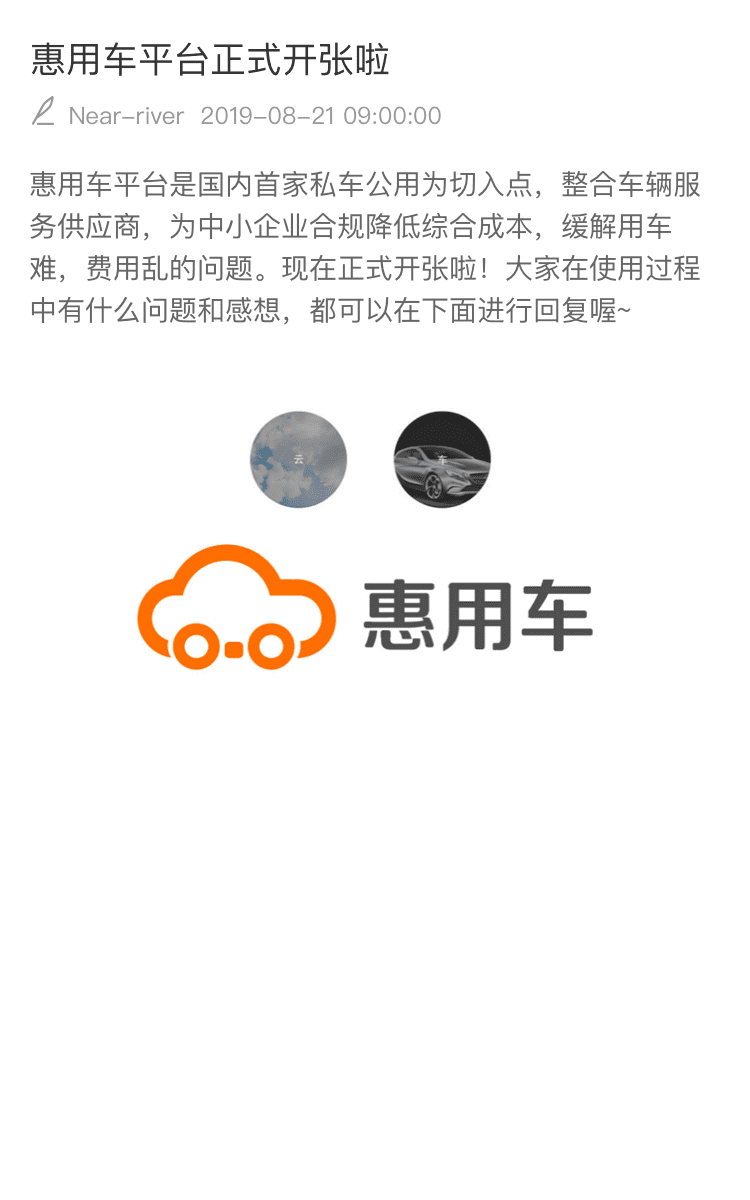 惠用车平台正式开张啦
Near-river 2019-08-21 09:00:00
惠用车平台是国内首家私车公用为切入点，整合车辆服
务供应商，为中小企业合规降低综合成本，缓解用车
难，费用乱的问题。现在正式开张啦！大家在使用过程
中有什么问题和感想，都可以在下面进行回复喔~
云 车
惠用车